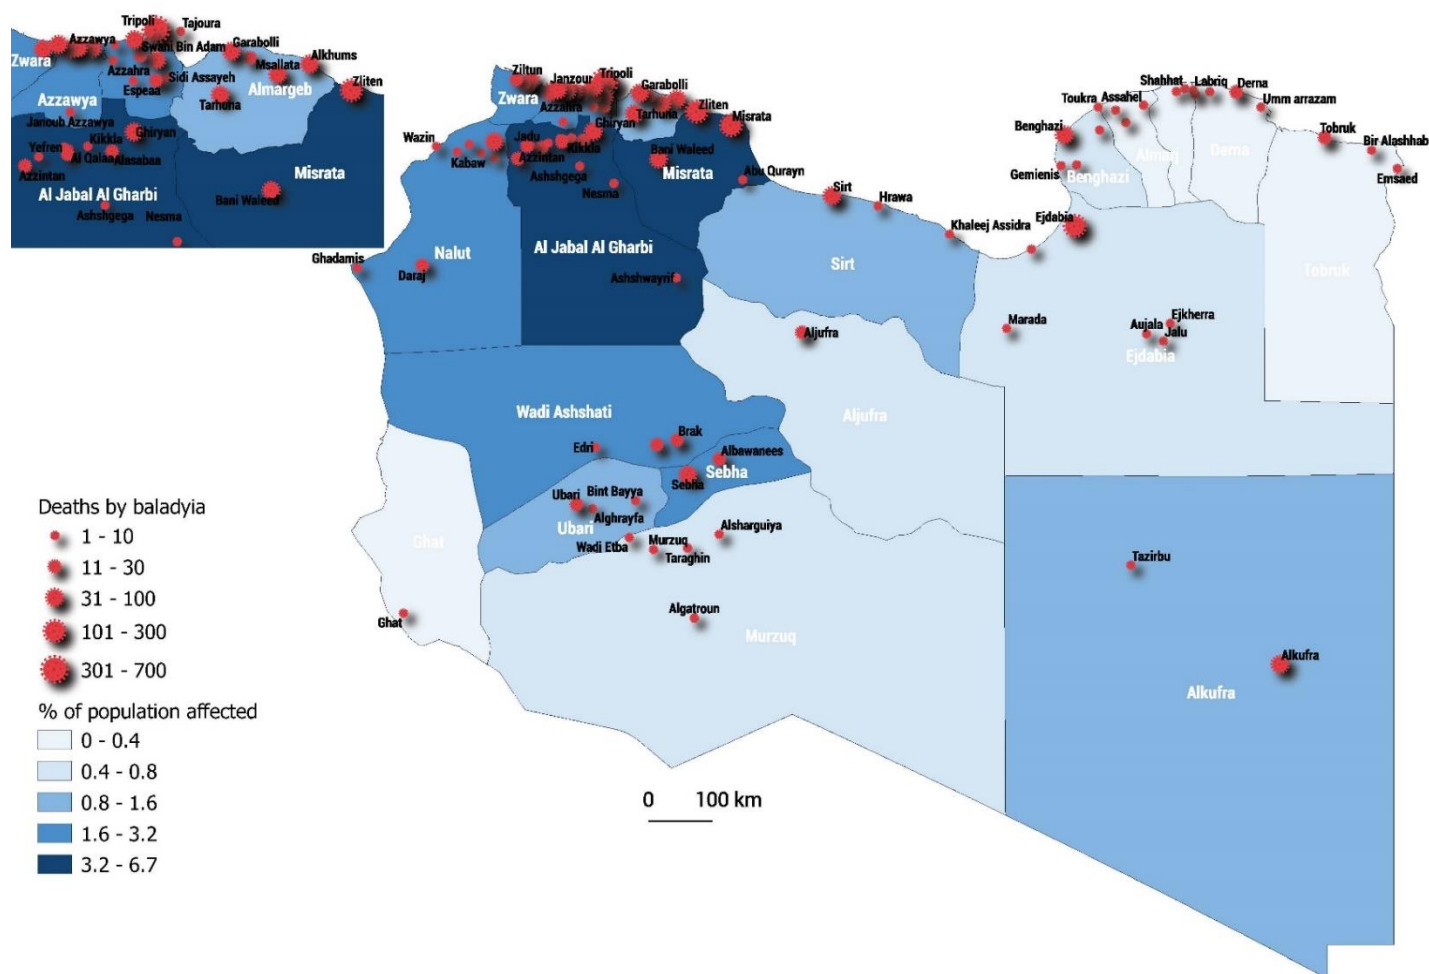 Tripoli
Tajoura
Azzawya
Swani Bin Adam
Garabolli
Zwara
Msallata
Alkhums
Azzahra
Sidi Assayeh
Zliten
Espeaa
Almargeb
Azzawya
Tarhuna
Janoub Azzawya
Ghiryan
Kikkla
Yefren
Al Qalaa
Alasabaa
Azzintan
Misrata
Al Jabal Al Gharbi
Bani Waleed
Ashshgega
Nesma
Ziltun
Janzour
Tripoli
Garabolli
Zwara
Azzahra
Tarhuna
Zliten
Ghiryan
Misrata
Wazin
Jadu
Kikkla
Kabaw
Azzintan
Bani Waleed
Ashshgega
Misrata
Abu Qurayn
Nesma
Shahhat
Labriq
Derna
Toukra
Assahel
Umm arrazam
Benghazi
Tobruk
Bir Alashhab
Almarj
Derna
Gemienis
Benghazi
Emsaed
Sirt
Hrawa
Khaleej Assidra
Ejdabia
Al Jabal Al Gharbi
Nalut
Ghadamis
Daraj
Ashshwayrif
Sirt
Tobruk
Marada
Ejkherra
Aujala
Jalu
Ejdabia
Aljufra
Aljufra
Wadi Ashshati
Brak
Edri
Albawanees
Sebha
Sebha
Ubari
Bint Bayya
Alghrayfa
Ubari
Alsharguiya
Wadi Etba
Murzuq
Taraghin
Ghat
Tazirbu
Ghat
Algatroun
Murzuq
Alkufra
Alkufra
Deaths by baladyia
1 - 10
11 - 30
31 - 100
101 - 300
301 - 700
% of population affected
0 - 0.4
0.4 - 0.8
0.8 - 1.6
1.6 - 3.2
3.2 - 6.7
0 100 km